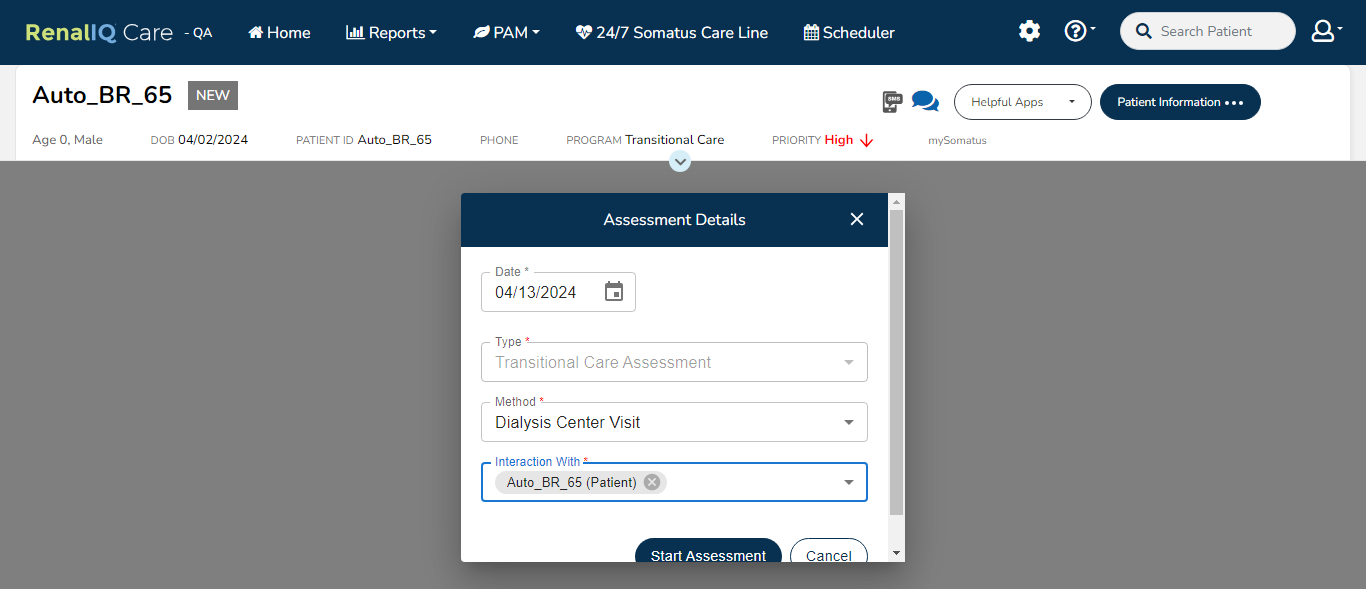 RenalIQ Care - QA Home Reports PAM 24/7 Somatus Care Line Scheduler Search Patient
Auto_BR_65 NEW SMS Helpful Apps Patient Information
Age 0, Male DOB 04/02/2024 PATIENT ID Auto_BR_65 PHONE PROGRAM Transitional Care PRIORITY High mySomatus
Assessment Details
Date *
04/13/2024
Type *
Transitional Care Assessment
Method *
Dialysis Center Visit
Interaction With *
Auto_BR_65 (Patient)
Start Assessment Cancel